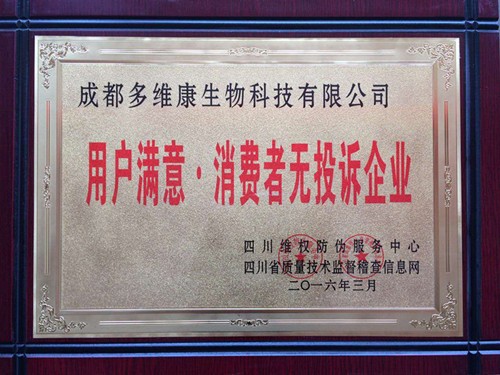 成都多维康生物科技有限公司
用户满意·消费者无投诉企业
四川维权防伪服务中心
四川省质量技术监督稽查信息网
二〇一六年三月